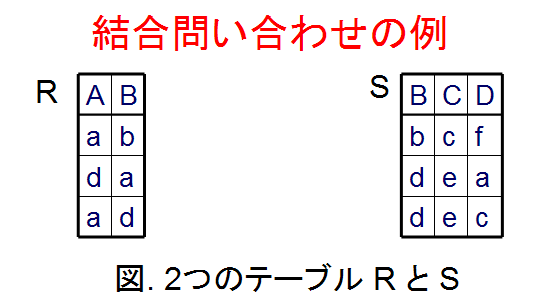 結合問い合わせの例
R
A B
a b
d a
a d
S
B C D
b c f
d e a
d e c
図. 2つのテーブル R と S